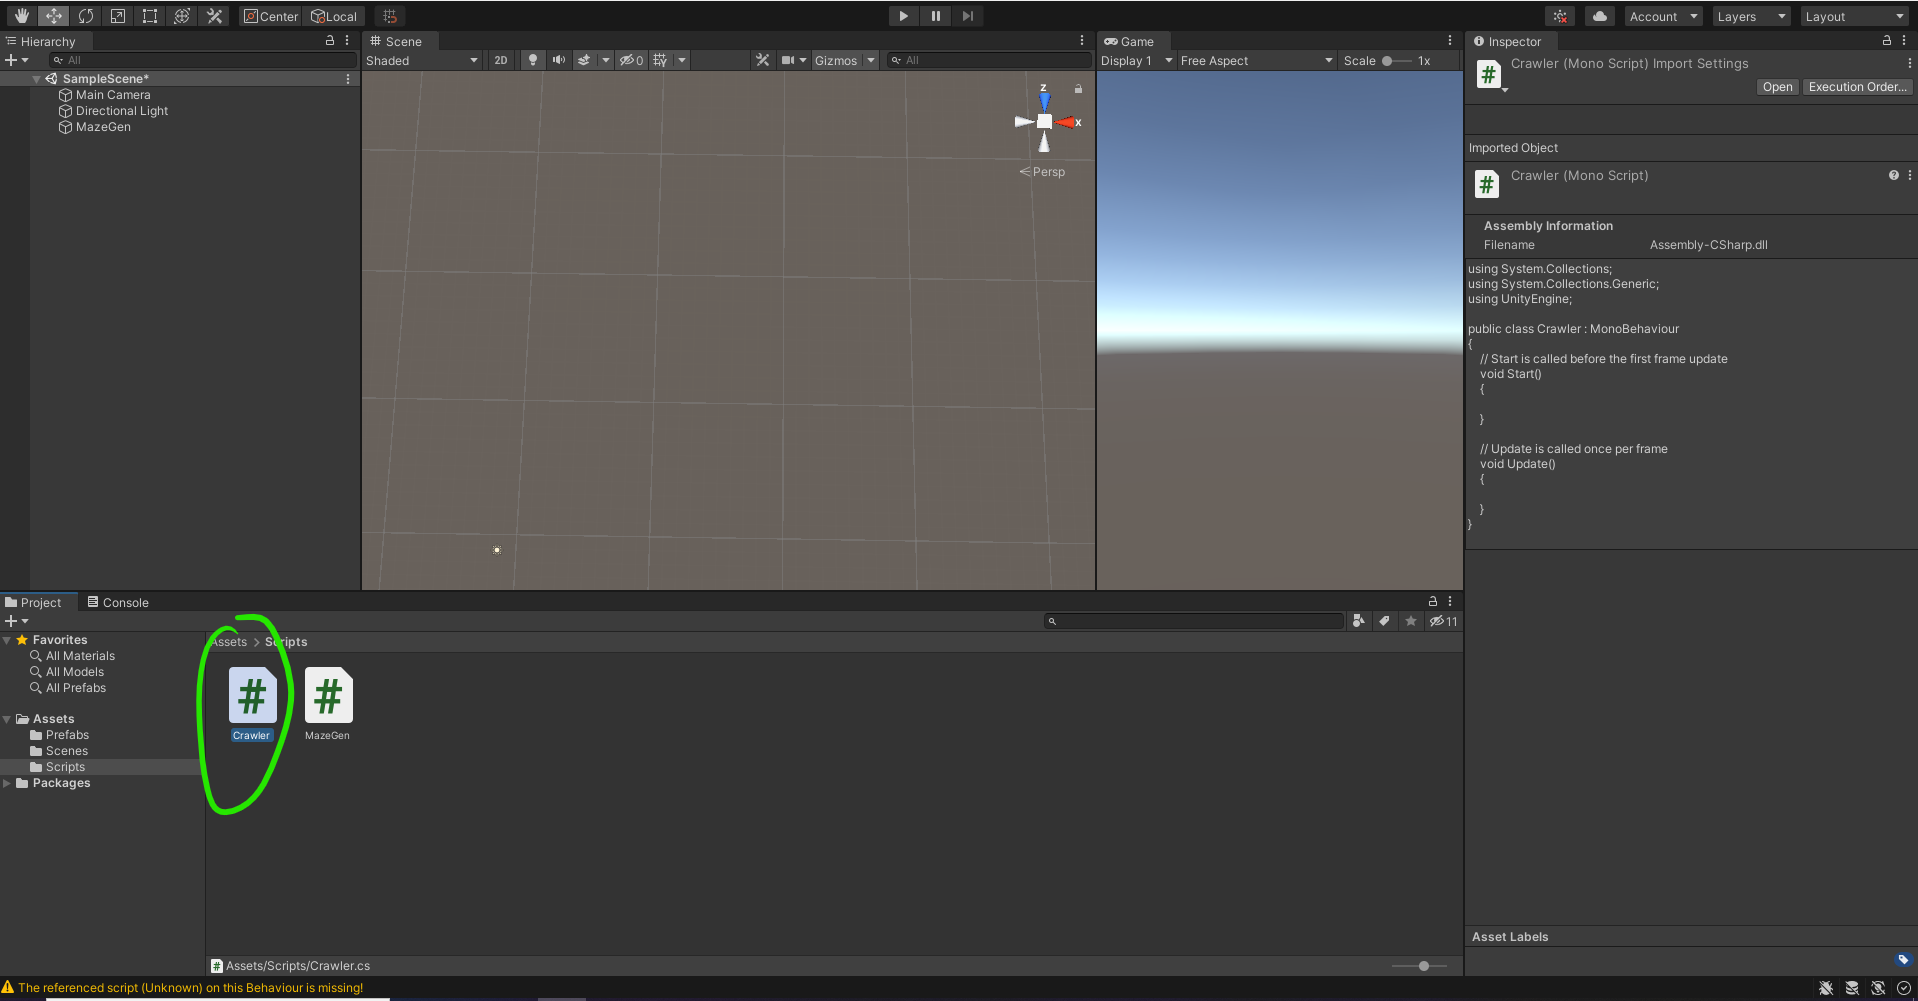 Center
Local
Account
Layers
Layout
Hierarchy
All
SampleScene*
Main Camera
Directional Light
MazeGen
Scene
Shaded
2D
0
Gizmos
All
z
x
Persp
Game
Display 1
Free Aspect
Scale
1x
Inspector
Crawler (Mono Script) Import Settings
Open
Execution Order...
Imported Object
Crawler (Mono Script)
Assembly Information
Filename Assembly-CSharp.dll
using System.Collections;
using System.Collections.Generic;
using UnityEngine;
public class Crawler : MonoBehaviour
{
// Start is called before the first frame update
void Start()
{
}
// Update is called once per frame
void Update()
{
}
}
Asset Labels
Project
Console
11
Favorites
All Materials
All Models
All Prefabs
Assets
Prefabs
Scenes
Scripts
Packages
Assets > Scripts
#
Crawler
#
MazeGen
Assets/Scripts/Crawler.cs
The referenced script (Unknown) on this Behaviour is missing!